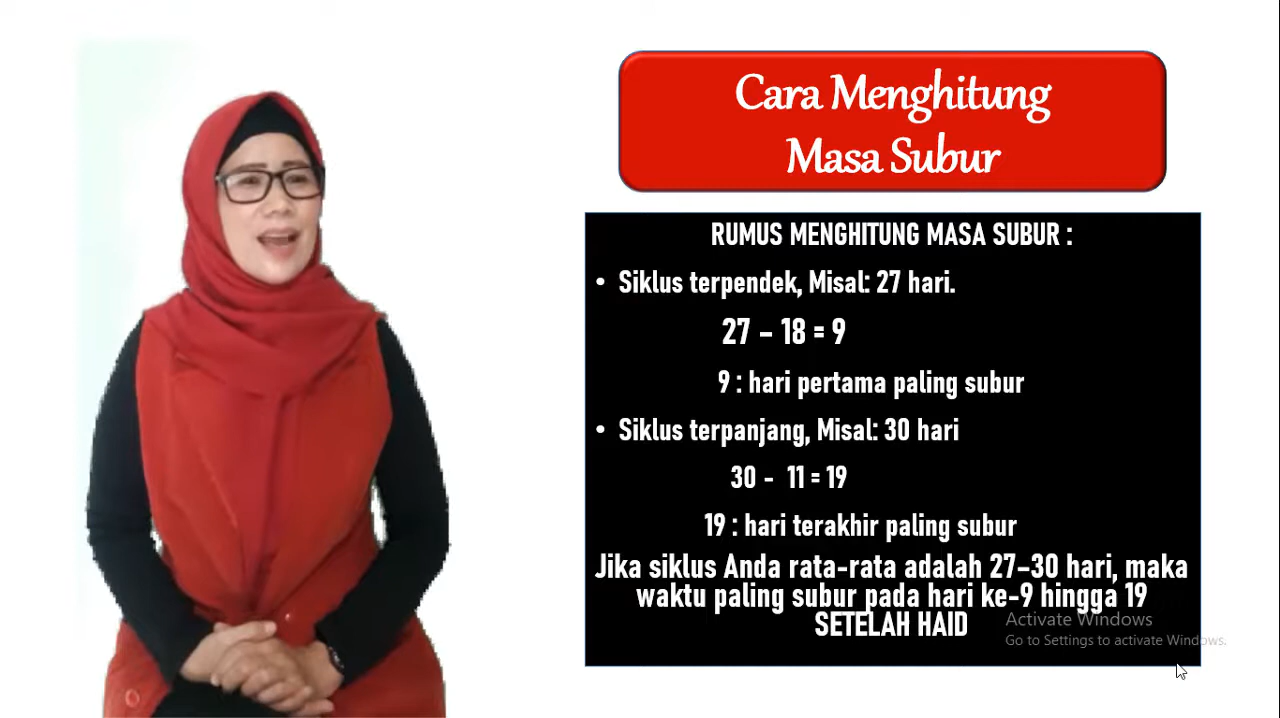 Cara Menghitung
Masa Subur
RUMUS MENGHITUNG MASA SUBUR :
• Siklus terpendek, Misal: 27 hari.
27 – 18 = 9
9 : hari pertama paling subur
• Siklus terpanjang, Misal: 30 hari
30 - 11 = 19
19 : hari terakhir paling subur
Jika siklus Anda rata-rata adalah 27–30 hari, maka
waktu paling subur pada hari ke-9 hingga 19
SETELAH HAID
Activate Windows
Go to Settings to activate Windows.